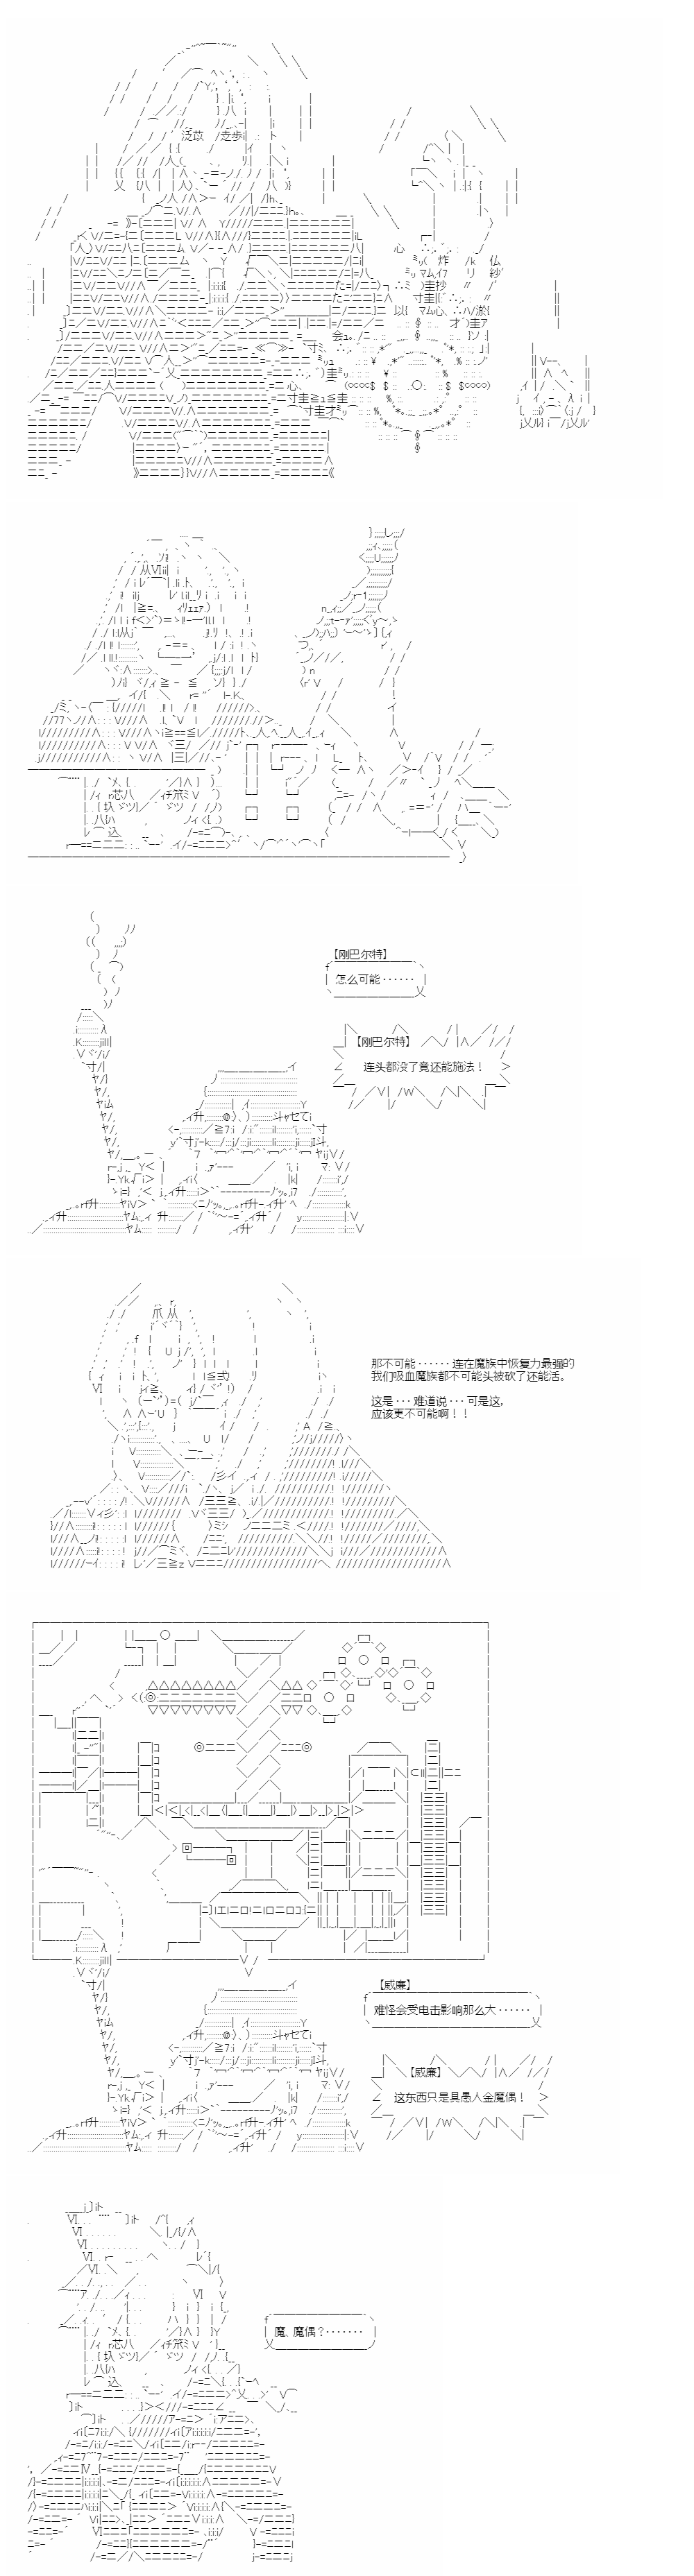 【刚巴尔特】
怎么可能‥‥‥
【刚巴尔特】
连头都没了竟还能施法！
那不可能‥‥‥连在魔族中恢复力最强的
我们吸血魔族都不可能头被砍了还能活。
这是‥‥难道说‥‥可是这,
应该更不可能啊！！
【威廉】
难怪会受电击影响那么大‥‥‥
【威廉】
这东西只是具愚人金魔偶！
魔、魔偶？‥‥‥‥